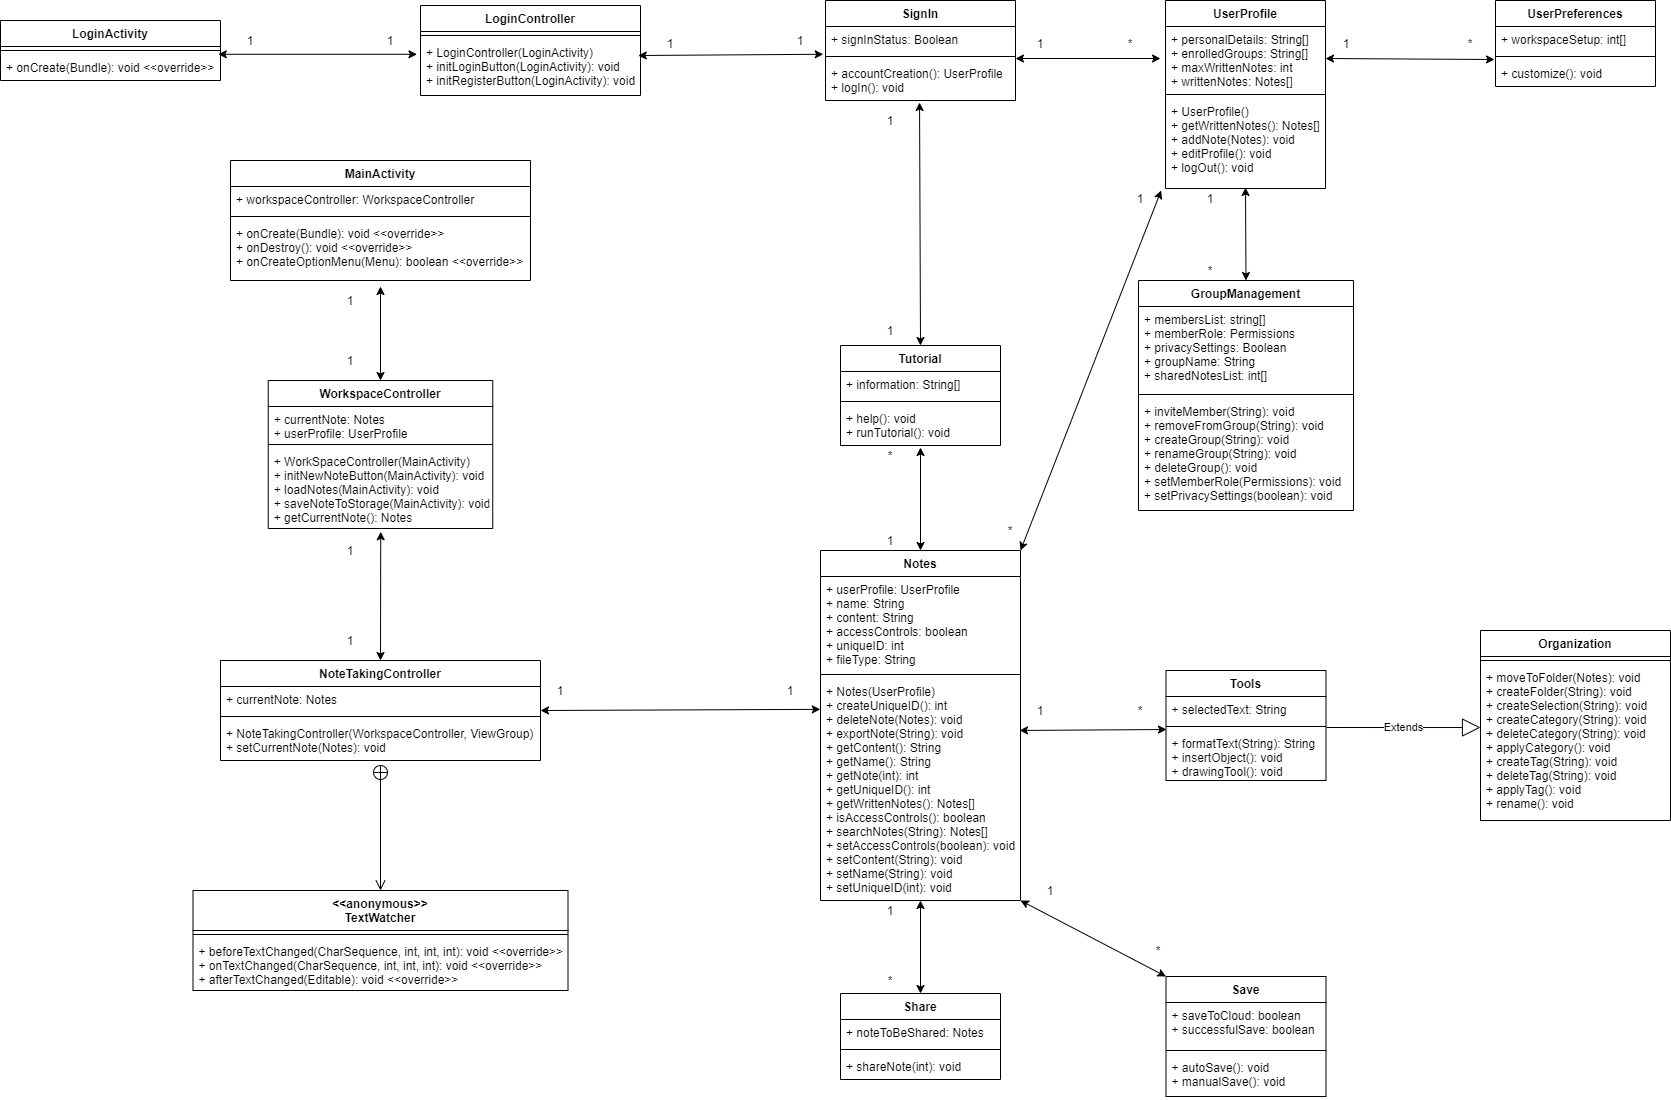 LoginActivity
+ onCreate(Bundle): void <<override>>
1
1
LoginController
+ LoginController(LoginActivity)
+ initLoginButton(LoginActivity): void
+ initRegisterButton(LoginActivity): void
1
1
SignIn
+ signInStatus: Boolean
+ accountCreation(): UserProfile
+ logIn(): void
1
*
UserProfile
+ personalDetails: String[]
+ enrolledGroups: String[]
+ maxWrittenNotes: int
+ writtenNotes: Notes[]
+ UserProfile()
+ getWrittenNotes(): Notes[]
+ addNote(Notes): void
+ editProfile(): void
+ logOut(): void
1
*
UserPreferences
+ workspaceSetup: int[]
+ customize(): void
1
1
1
*
1
*
MainActivity
+ workspaceController: WorkspaceController
+ onCreate(Bundle): void <<override>>
+ onDestroy(): void <<override>>
+ onCreateOptionMenu(Menu): boolean <<override>>
1
1
GroupManagement
+ membersList: string[]
+ memberRole: Permissions
+ privacySettings: Boolean
+ groupName: String
+ sharedNotesList: int[]
+ inviteMember(String): void
+ removeFromGroup(String): void
+ createGroup(String): void
+ renameGroup(String): void
+ deleteGroup(): void
+ setMemberRole(Permissions): void
+ setPrivacySettings(boolean): void
Tutorial
+ information: String[]
+ help(): void
+ runTutorial(): void
*
1
WorkspaceController
+ currentNote: Notes
+ userProfile: UserProfile
+ WorkSpaceController(MainActivity)
+ initNewNoteButton(MainActivity): void
+ loadNotes(MainActivity): void
+ saveNoteToStorage(MainActivity): void
+ getCurrentNote(): Notes
1
1
NoteTakingController
+ currentNote: Notes
+ NoteTakingController(WorkspaceController, ViewGroup)
+ setCurrentNote(Notes): void
1
1
Notes
+ userProfile: UserProfile
+ name: String
+ content: String
+ accessControls: boolean
+ uniqueID: int
+ fileType: String
+ Notes(UserProfile)
+ createUniqueID(): int
+ deleteNote(Notes): void
+ exportNote(String): void
+ getContent(): String
+ getName(): String
+ getNote(int): int
+ getUniqueID(): int
+ getWrittenNotes(): Notes[]
+ isAccessControls(): boolean
+ searchNotes(String): Notes[]
+ setAccessControls(boolean): void
+ setContent(String): void
+ setName(String): void
+ setUniqueID(int): void
1
*
Tools
+ selectedText: String
+ formatText(String): String
+ insertObject(): void
+ drawingTool(): void
Extends
Organization
+ moveToFolder(Notes): void
+ createFolder(String): void
+ createSelection(String): void
+ createCategory(String): void
+ deleteCategory(String): void
+ applyCategory(): void
+ createTag(String): void
+ deleteTag(String): void
+ applyTag(): void
+ rename(): void
<<anonymous>>
TextWatcher
+ beforeTextChanged(CharSequence, int, int, int): void <<override>>
+ onTextChanged(CharSequence, int, int, int): void <<override>>
+ afterTextChanged(Editable): void <<override>>
1
*
1
*
Share
+ noteToBeShared: Notes
+ shareNote(int): void
Save
+ saveToCloud: boolean
+ successfulSave: boolean
+ autoSave(): void
+ manualSave(): void